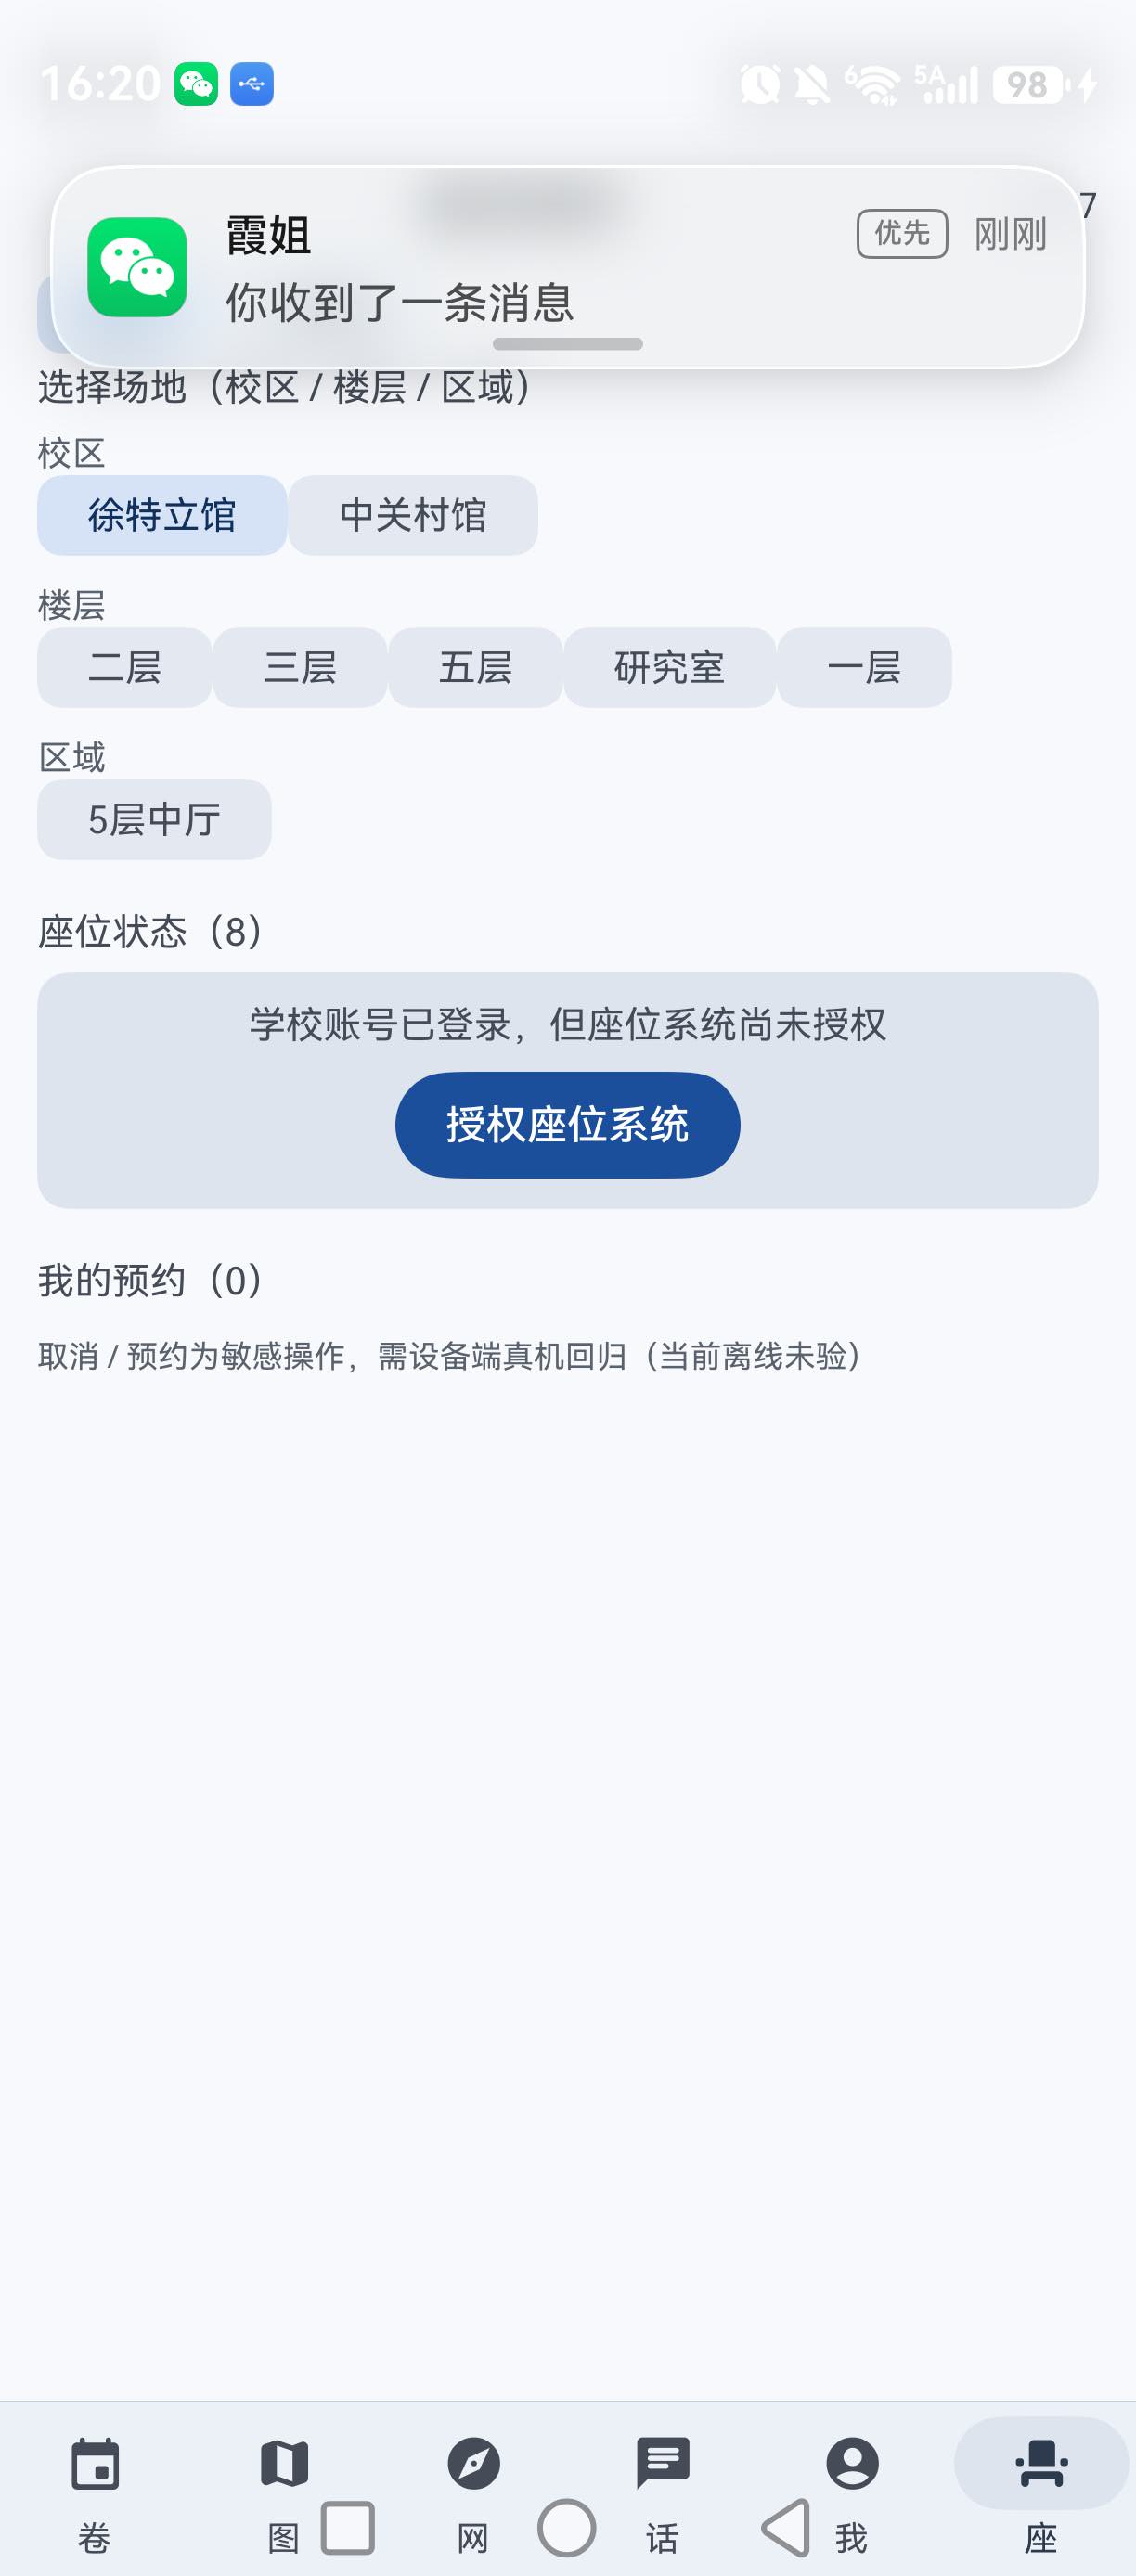 16:20
6
5A
98
霞姐
优先 刚刚
你收到了一条消息
7
选择场地（校区 / 楼层 / 区域）
校区
徐特立馆 中关村馆
楼层
二层 三层 五层 研究室 一层
区域
5层中厅
座位状态（8）
学校账号已登录，但座位系统尚未授权
授权座位系统
我的预约（0）
取消 / 预约为敏感操作，需设备端真机回归（当前离线未验）
卷 图 网 话 我 座